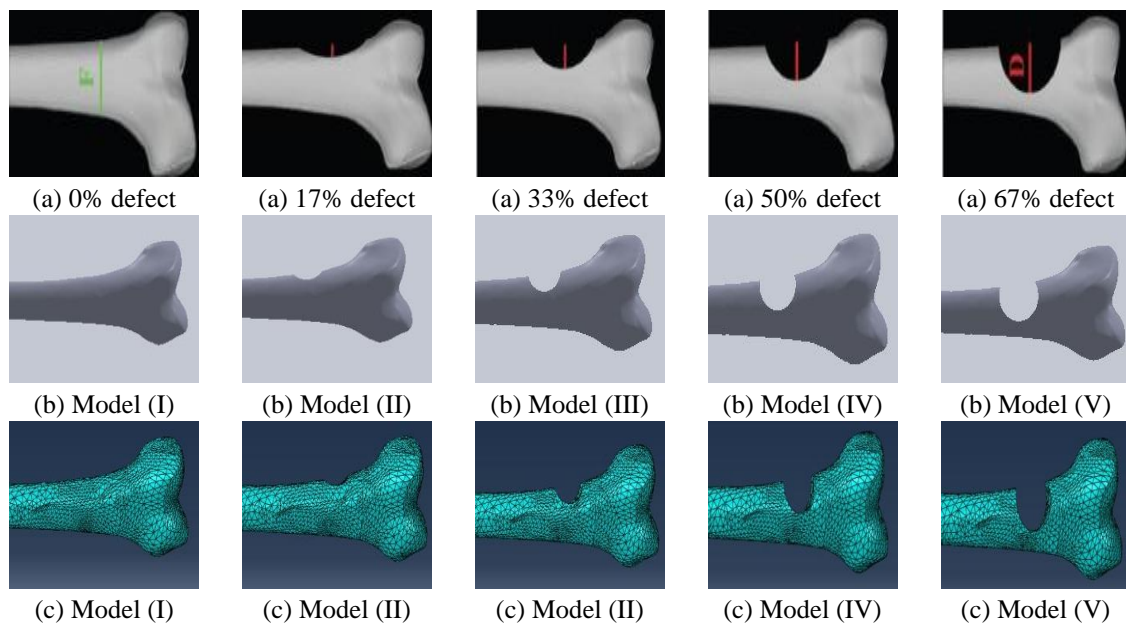 F
D
(a) 0% defect
(a) 17% defect
(a) 33% defect
(a) 50% defect
(a) 67% defect
(b) Model (I)
(b) Model (II)
(b) Model (III)
(b) Model (IV)
(b) Model (V)
(c) Model (I)
(c) Model (II)
(c) Model (II)
(c) Model (IV)
(c) Model (V)